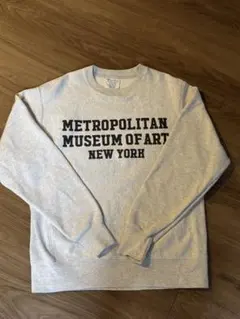 METROPOLITAN
MUSEUM OF ART
NEW YORK